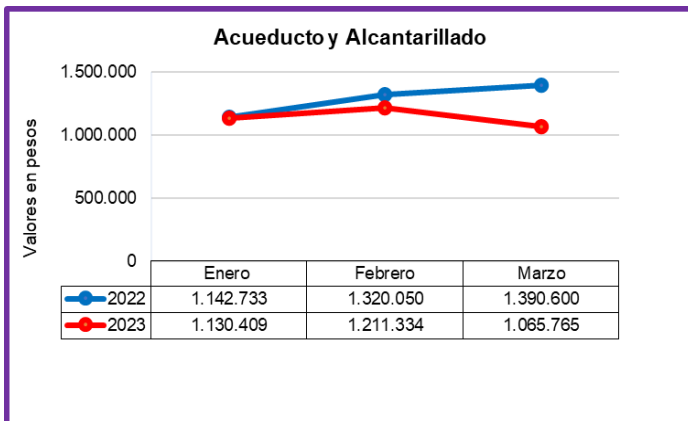 Acueducto y Alcantarillado
Valores en pesos
1.500.000
1.000.000
500.000
0
Enero Febrero Marzo
2022 1.142.733 1.320.050 1.390.600
2023 1.130.409 1.211.334 1.065.765